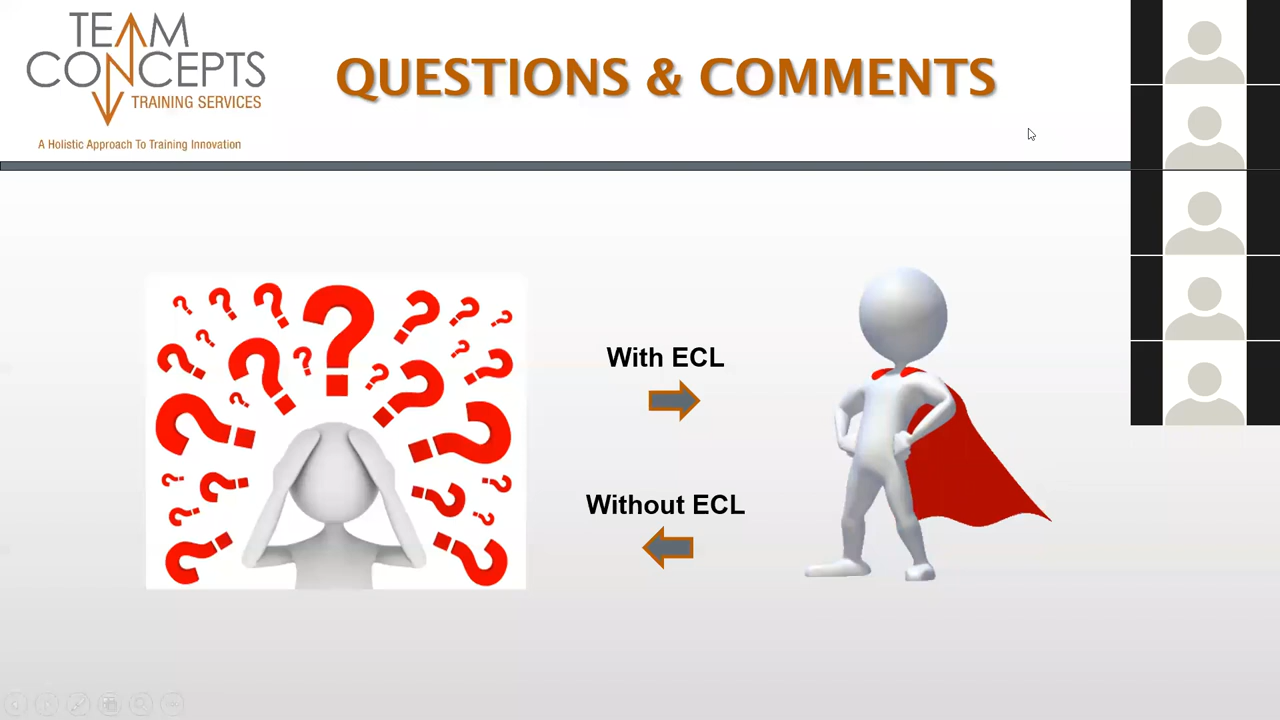 TEAM
CONCEPTS
TRAINING SERVICES
A Holistic Approach To Training Innovation
QUESTIONS & COMMENTS
With ECL
Without ECL